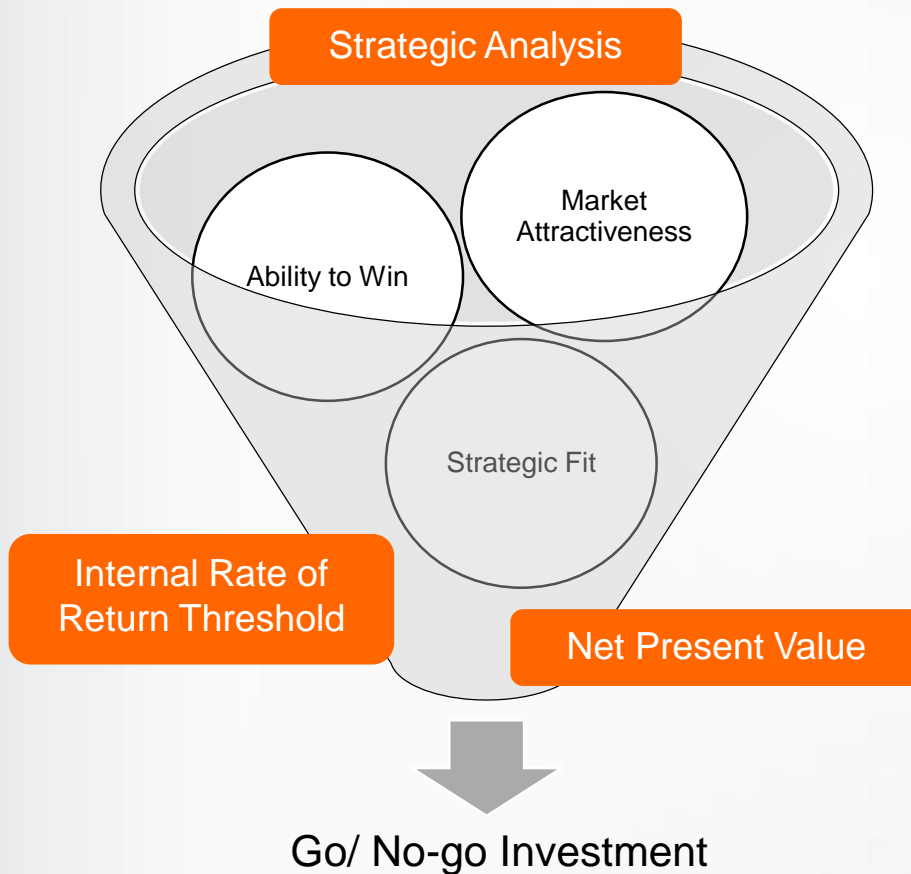 Strategic Analysis
Market
Attractiveness
Ability to Win
Strategic Fit
Internal Rate of
Return Threshold
Net Present Value
Go/ No-go Investment